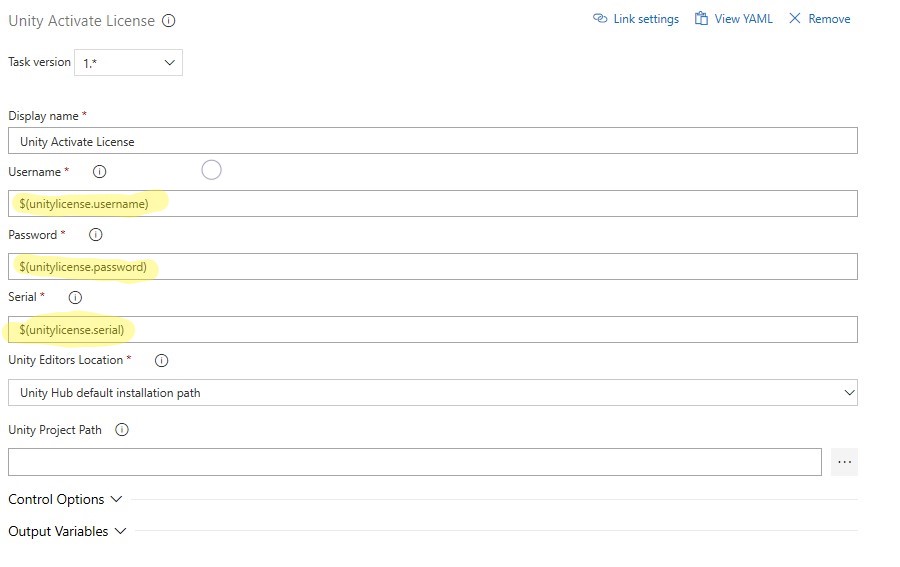 Unity Activate License
Link settings View YAML Remove
Task version 1.*
Display name *
Unity Activate License
Username *
$(unitylicense.username)
Password *
$(unitylicense.password)
Serial *
$(unitylicense.serial)
Unity Editors Location *
Unity Hub default installation path
Unity Project Path
...
Control Options
Output Variables